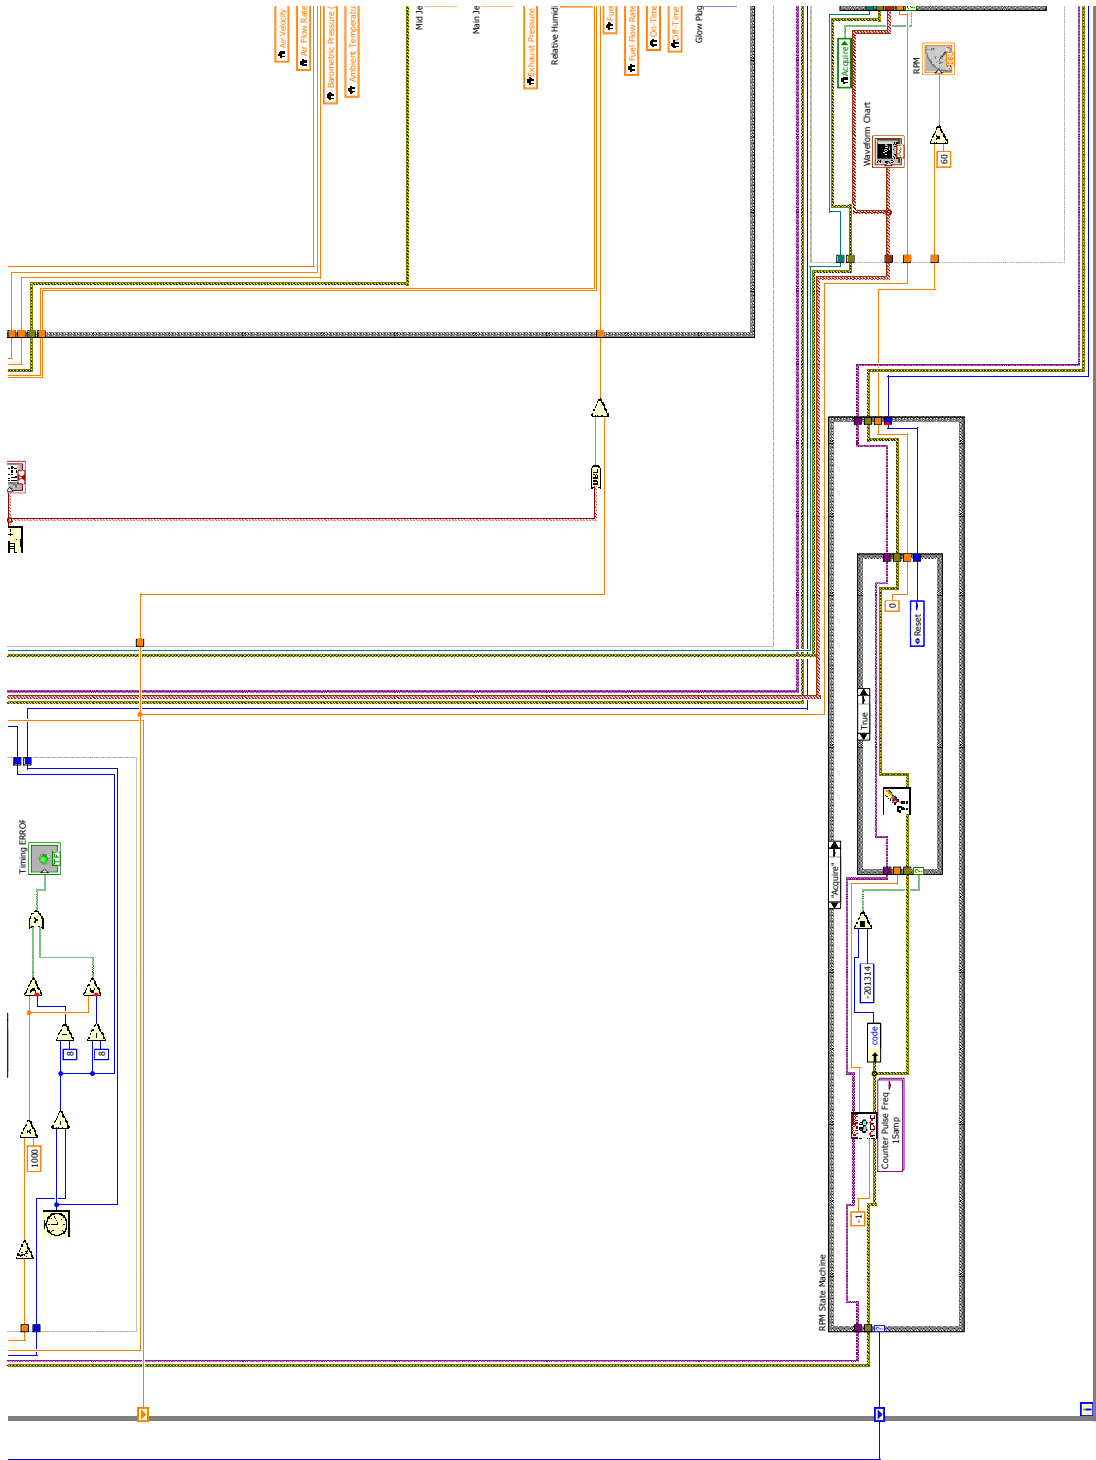 Air Velocity
Air Flow Rate
Barometric Pressure (
Ambient Temperatu
Mid Je
Main Je
Exhaust Pressure
Relative Humidi
Fuel Flow Rate
On-Time
Off-Time
Glow Plug
Acquire
RPM
Waveform Chart
60
Timing ERROR
TF
8
8
1000
0
Reset
True
"Acquire"
-201314
code
Counter Pulse Freq
1Samp
-1
RPM State Machine
i